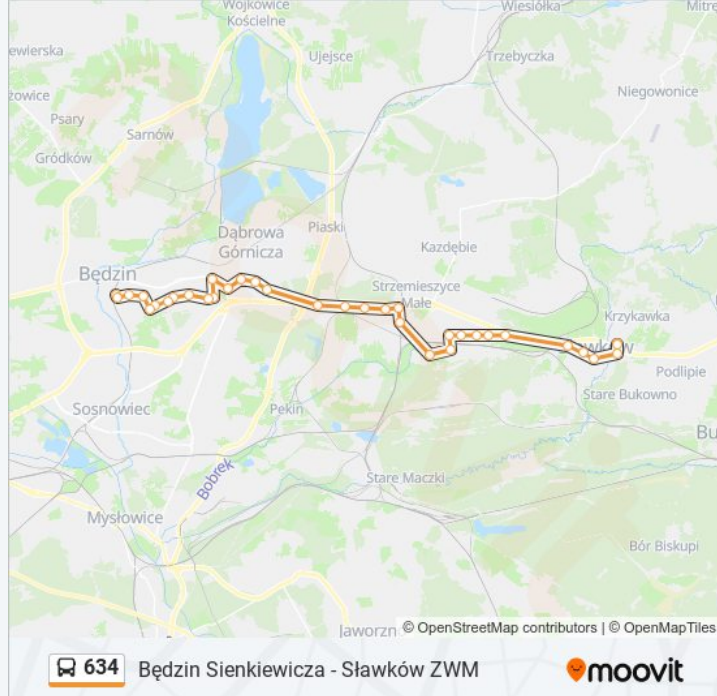 Wojkowice
Kościelne
Wiesiółka
ewierska
Ujejsce
Trzebyczka
żowice
Niegowonice
Psary
Sarnów
Gródków
Dąbrowa
Górnicza
Piaski
Kazdębie
Będzin
Strzemieszyce
Małe
Krzykawka
Podlipie
Sosnowiec
Pekin
Stare Bukowno
Bu
Bobrek
Stare Maczki
Mysłowice
Bór Biskupi
Jaworzn
© OpenStreetMap contributors | © OpenMapTiles
634 Będzin Sienkiewicza - Sławków ZWM
moovit